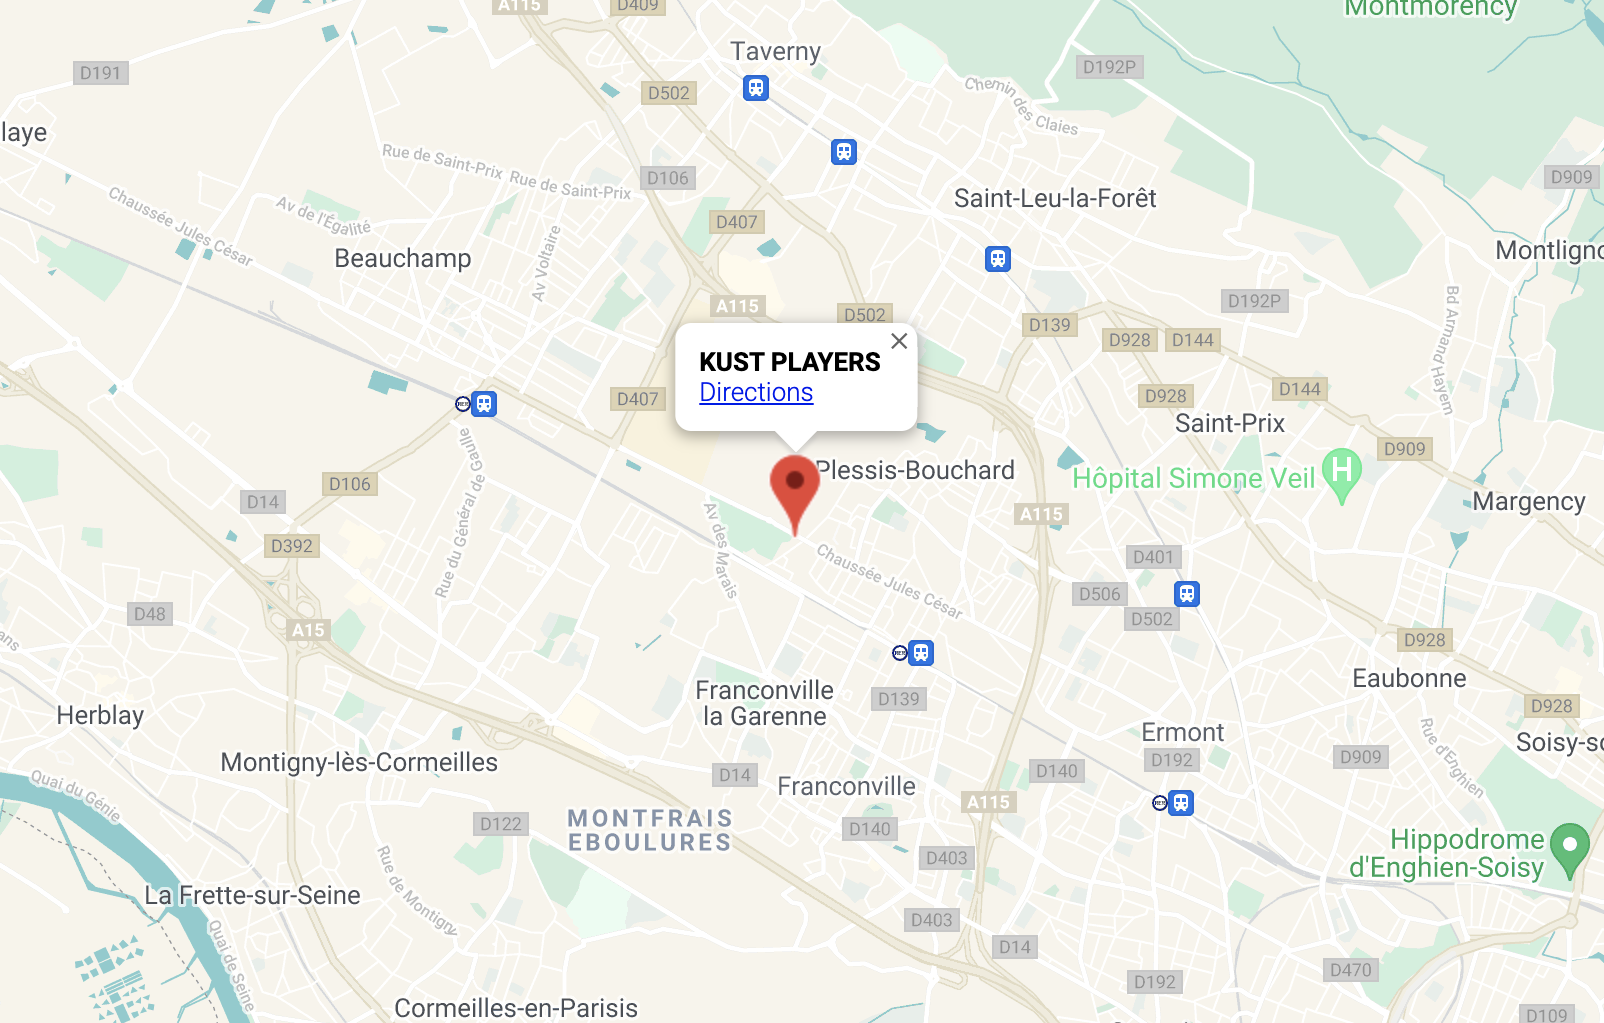 A115
D409
Montmorency
Taverny
D191
D192P
D502
Chemin des Claies
laye
Rue de Saint-Prix
Rue de Saint-Prix
D106
D909
Chaussée Jules César
Av de l'Égalité
Saint-Leu-la-Forêt
D407
Beauchamp
Av Voltaire
Montligno
D192P
A115
D502
D139
Bd Armand Hayem
D928
D144
KUST PLAYERS
Directions
D407
D928
D144
RER
Saint-Prix
D909
Plessis-Bouchard
Hôpital Simone Veil
H
D106
D14
Rue du Général de Gaulle
Margency
A115
Av des Marais
D392
Chaussée Jules César
D401
D506
D502
D48
ans
A15
D928
RER
Franconville
la Garenne
D139
Eaubonne
D928
Herblay
Ermont
Soisy-so
Rue d'Enghien
Montigny-lès-Cormeilles
D192
D909
D14
D140
Franconville
Quai du Génie
A115
RER
MONTFRAIS
EBOULURES
D122
D140
Hippodrome
d'Enghien-Soisy
D403
Rue de Montigny
La Frette-sur-Seine
D403
Quai de Seine
D14
D470
D192
Cormeilles-en-Parisis
D109